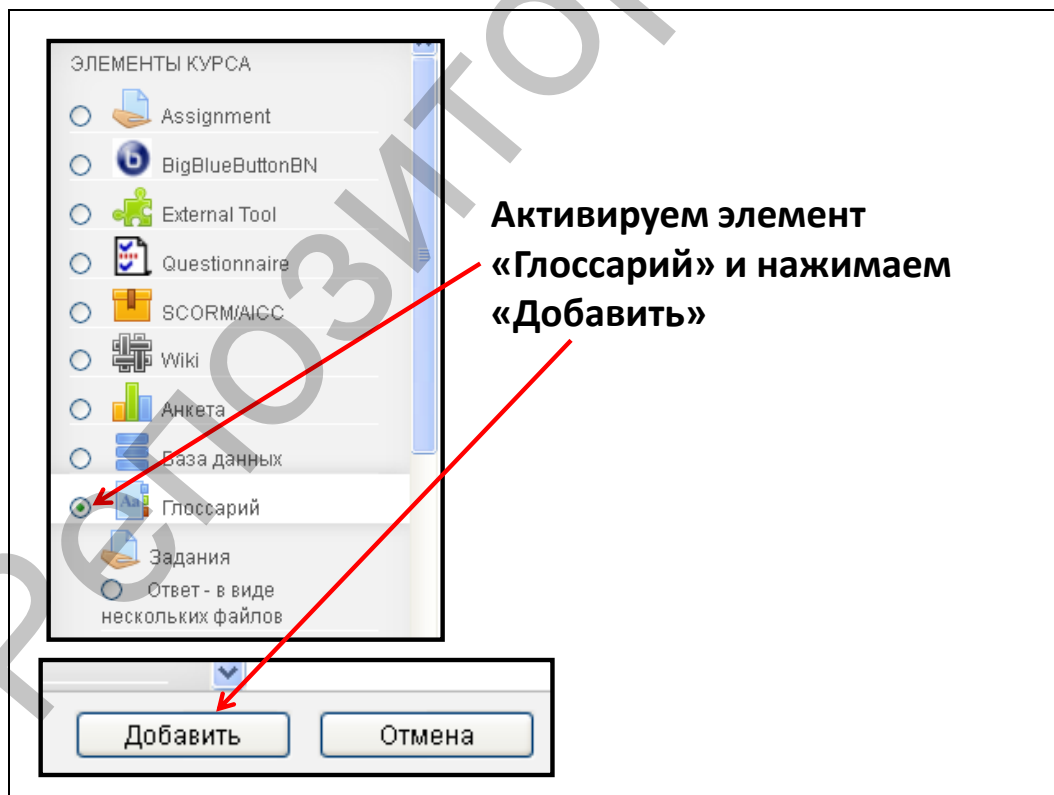 ЭЛЕМЕНТЫ КУРСА
Assignment
BigBlueButtonBN
External Tool
Questionnaire
SCORM/AICC
Wiki
Анкета
База данных
Глоссарий
Задания
Ответ - в виде
нескольких файлов
Активируем элемент
«Глоссарий» и нажимаем
«Добавить»
Добавить
Отмена
Репозитор